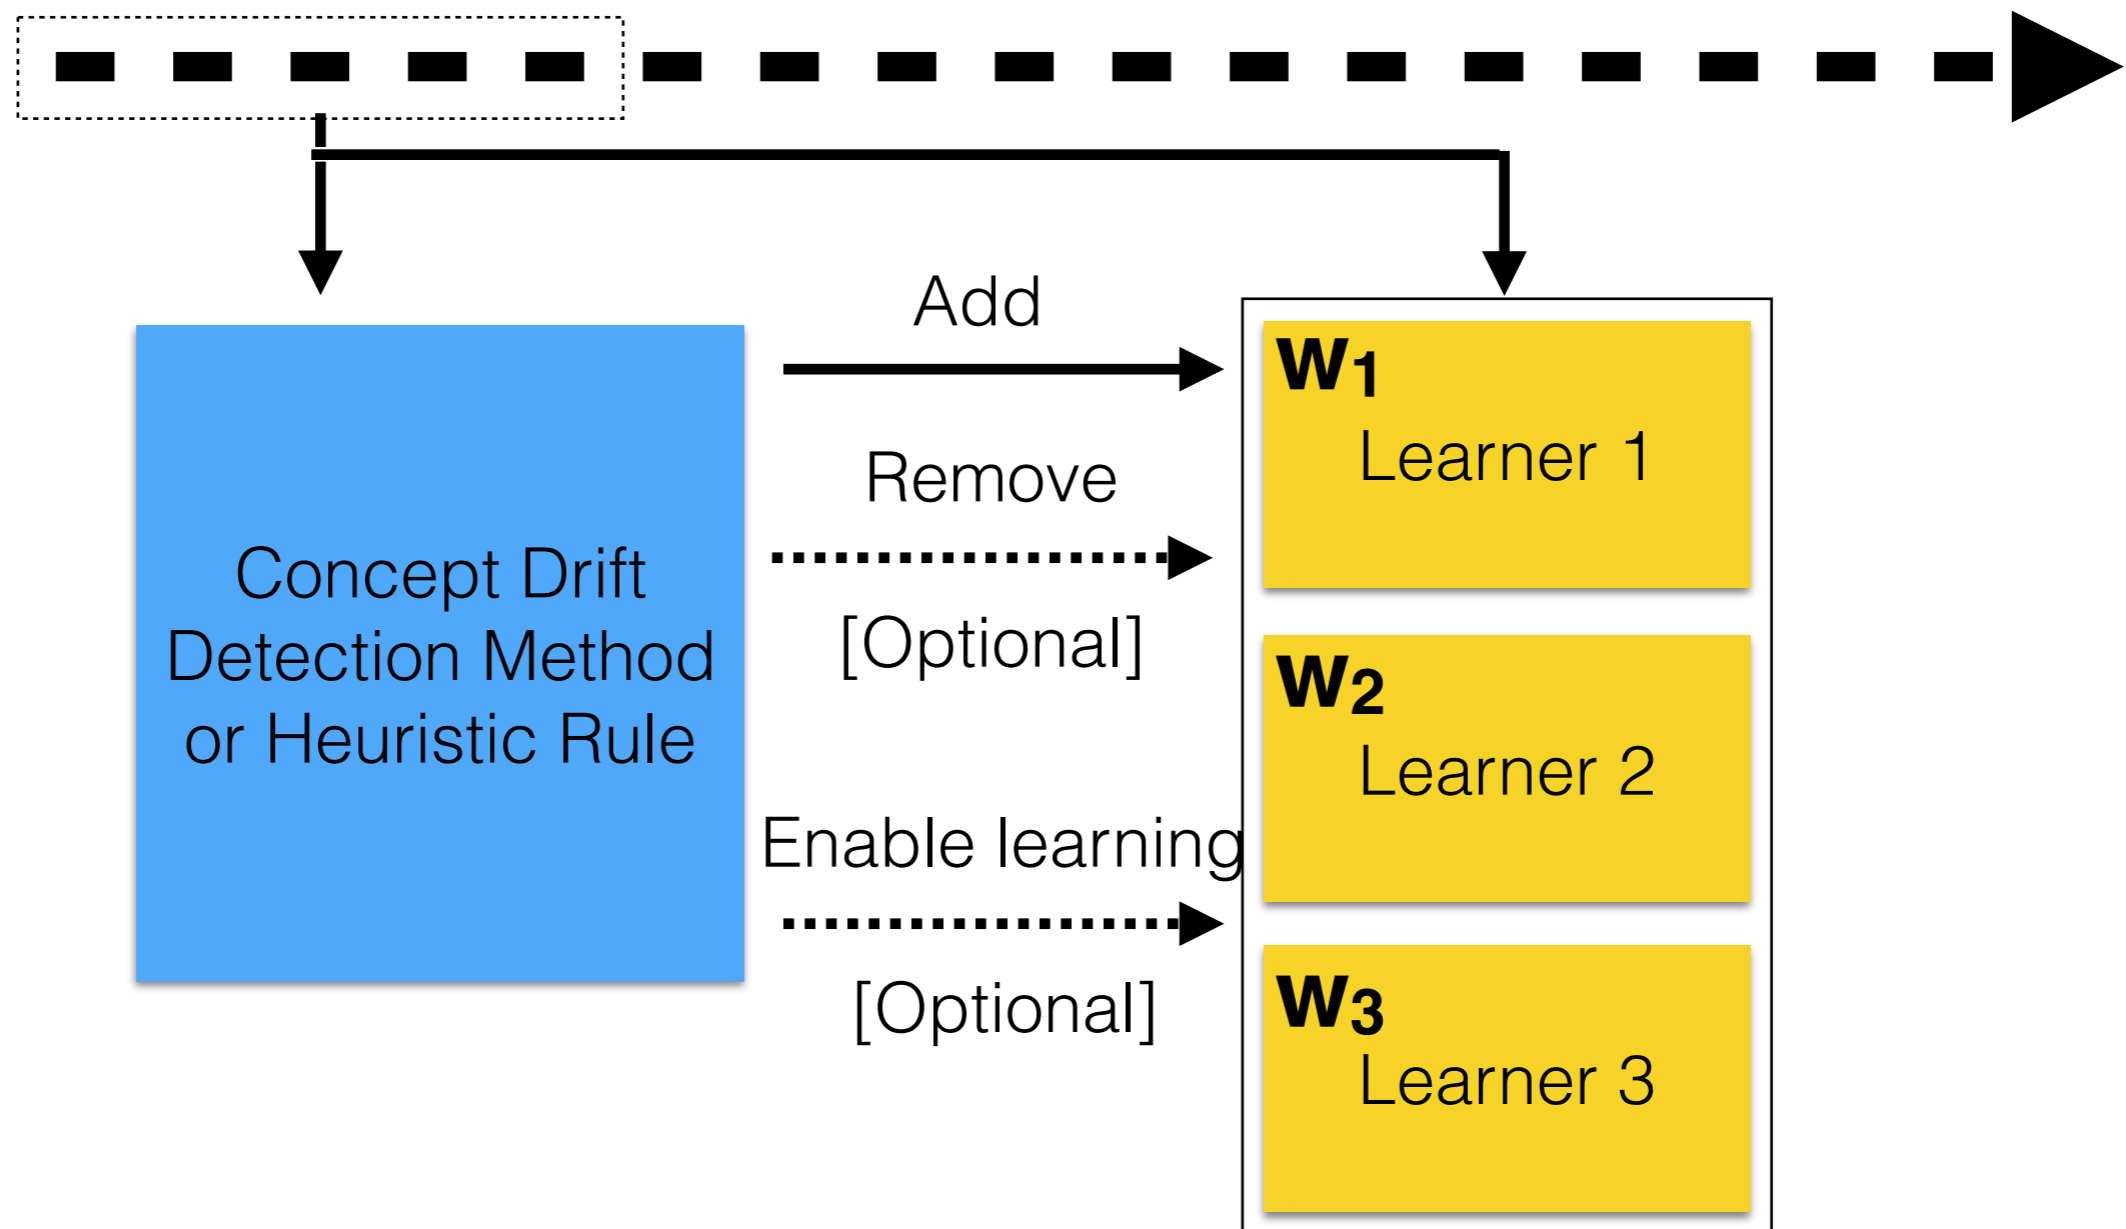 Add
Remove
[Optional]
Enable learning
[Optional]
Concept Drift
Detection Method
or Heuristic Rule
w1
Learner 1
w2
Learner 2
w3
Learner 3